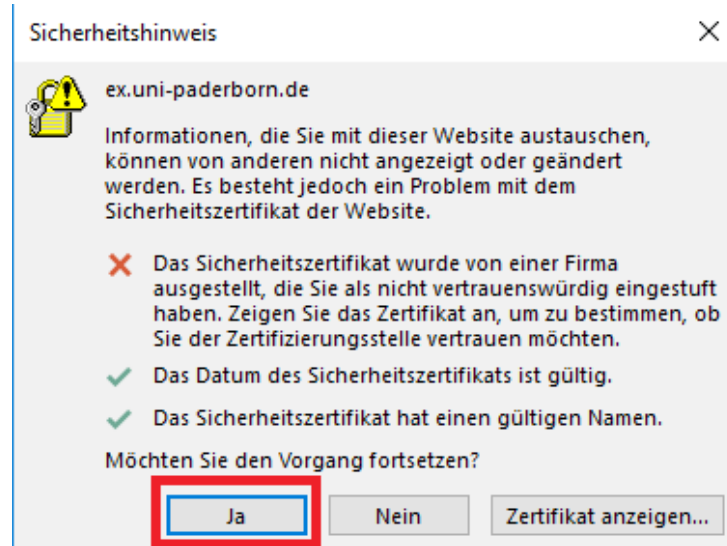 Sicherheitshinweis
ex.uni-paderborn.de
Informationen, die Sie mit dieser Website austauschen,
können von anderen nicht angezeigt oder geändert
werden. Es besteht jedoch ein Problem mit dem
Sicherheitszertifikat der Website.
Das Sicherheitszertifikat wurde von einer Firma
ausgestellt, die Sie als nicht vertrauenswürdig eingestuft
haben. Zeigen Sie das Zertifikat an, um zu bestimmen, ob
Sie der Zertifizierungsstelle vertrauen möchten.
Das Datum des Sicherheitszertifikats ist gültig.
Das Sicherheitszertifikat hat einen gültigen Namen.
Möchten Sie den Vorgang fortsetzen?
Ja Nein Zertifikat anzeigen...